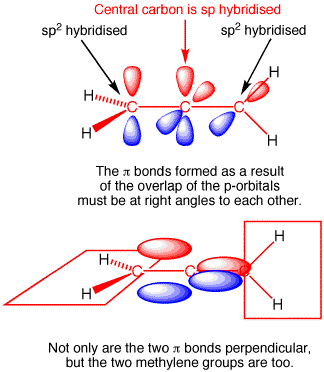 Central carbon is sp hybridised
sp² hybridised sp² hybridised
H
H C C C H
H
The π bonds formed as a result
of the overlap of the p-orbitals
must be at right angles to each other.
H
H C C C H
H
Not only are the two π bonds perpendicular,
but the two methylene groups are too.